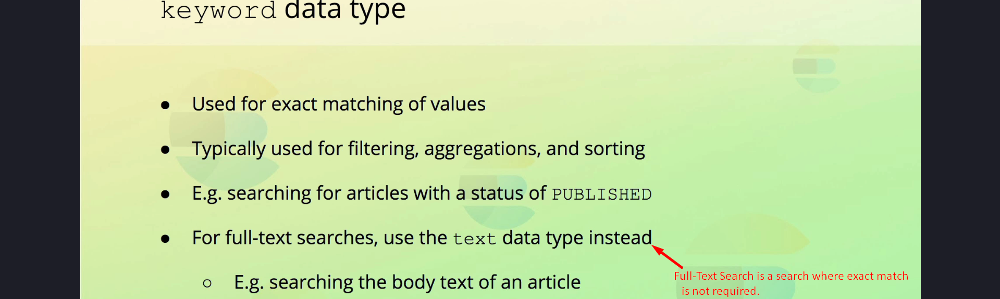 keyword data type
● Used for exact matching of values
● Typically used for filtering, aggregations, and sorting
● E.g. searching for articles with a status of PUBLISHED
● For full-text searches, use the text data type instead
○ E.g. searching the body text of an article
Full-Text Search is a search where exact match
is not required.